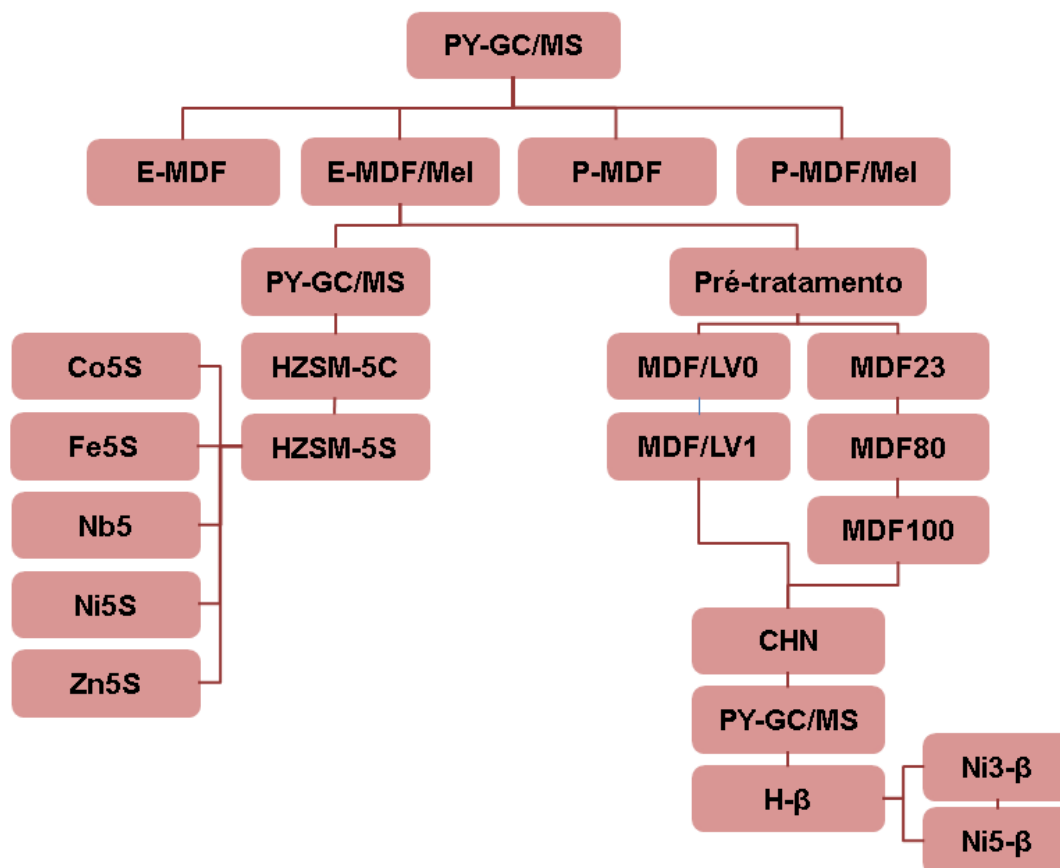 PY-GC/MS
E-MDF
E-MDF/Mel
P-MDF
P-MDF/Mel
PY-GC/MS
Pré-tratamento
Co5S
HZSM-5C
MDF/LV0
MDF23
Fe5S
HZSM-5S
MDF/LV1
MDF80
Nb5
MDF100
Ni5S
CHN
Zn5S
PY-GC/MS
Ni3-β
H-β
Ni5-β